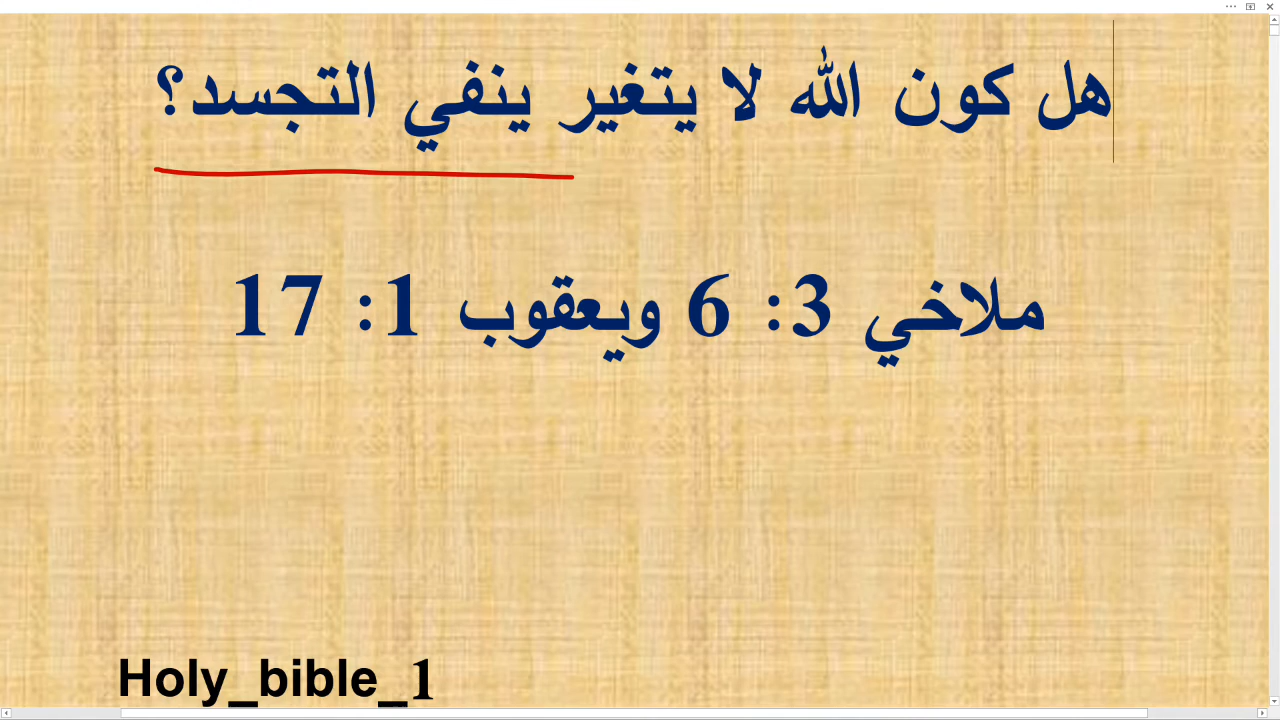 هل كون الله لا يتغير ينفي التجسد؟
ملاخي 3: 6 ويعقوب 1: 17
Holy_bible_1